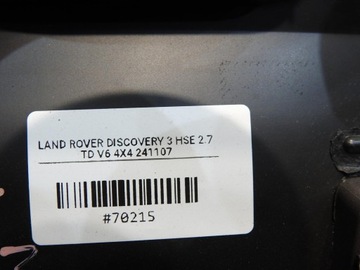 LAND ROVER DISCOVERY 3 HSE 2.7
TD V6 4X4 241107
#70215